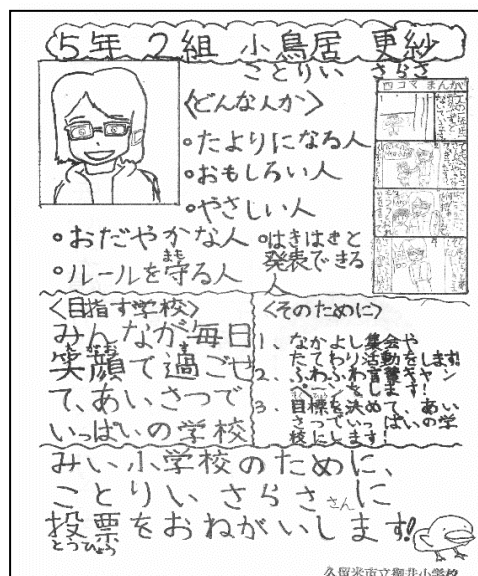 5年 2組 小鳥居 更紗
ことりい さらさ
〈どんな人か〉
•たよりになる人
•おもしろい人
•やさしい人
•おだやかな人
•はきはきと
発表できる
人
•ルールを守る人
まも
四コマ まんが
〈目指す学校〉
みんなが毎日
笑顔で過ごせ
て、あいさつで
いっぱいの学校
〈そのために〉
1、なかよし集会や
たてわり活動をします!
2、ふわふわ言葉キャン
ペーンをします!
3、目標を決めて、あい
さつでいっぱいの学
校にします!
みい小学校のために、
ことりい さらささんに
投票をおねがいします!!
とうひょう
久留米市立御井小学校